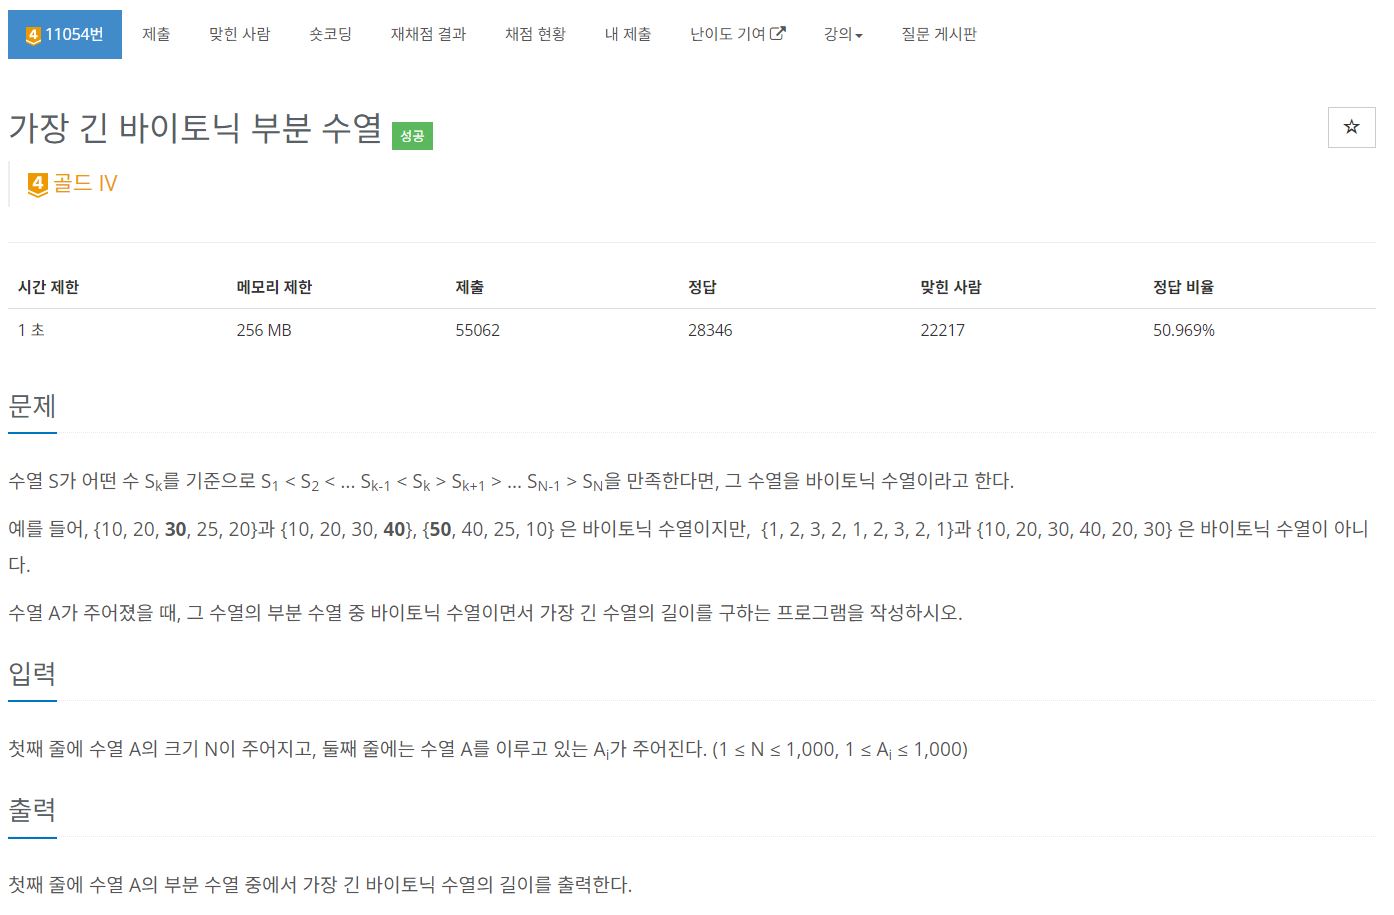 4 11054번 제출 맞힌 사람 숏코딩 재채점 결과 채점 현황 내 제출 난이도 기여 강의 질문 게시판
가장 긴 바이토닉 부분 수열 성공
4 골드 IV
시간 제한 메모리 제한 제출 정답 맞힌 사람 정답 비율
1 초 256 MB 55062 28346 22217 50.969%
문제
수열 S가 어떤 수 Sk를 기준으로 S1 < S2 < ... Sk-1 < Sk > Sk+1 > ... SN-1 > SN을 만족한다면, 그 수열을 바이토닉 수열이라고 한다.
예를 들어, {10, 20, 30, 25, 20}과 {10, 20, 30, 40}, {50, 40, 25, 10} 은 바이토닉 수열이지만,  {1, 2, 3, 2, 1, 2, 3, 2, 1}과 {10, 20, 30, 40, 20, 30} 은 바이토닉 수열이 아니
다.
수열 A가 주어졌을 때, 그 수열의 부분 수열 중 바이토닉 수열이면서 가장 긴 수열의 길이를 구하는 프로그램을 작성하시오.
입력
첫째 줄에 수열 A의 크기 N이 주어지고, 둘째 줄에는 수열 A를 이루고 있는 Ai가 주어진다. (1 ≤ N ≤ 1,000, 1 ≤ Ai ≤ 1,000)
출력
첫째 줄에 수열 A의 부분 수열 중에서 가장 긴 바이토닉 수열의 길이를 출력한다.